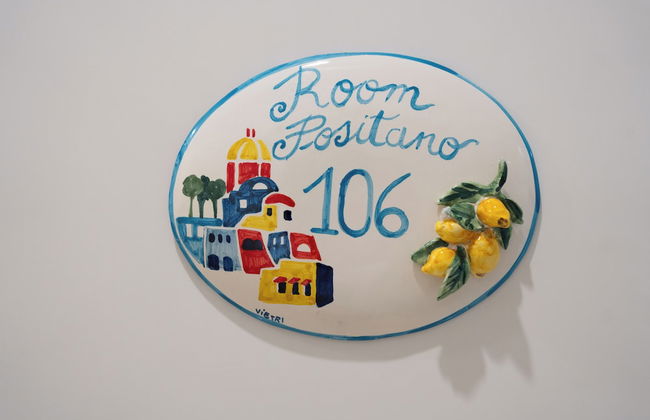 Room
Positano
106
VIETRI